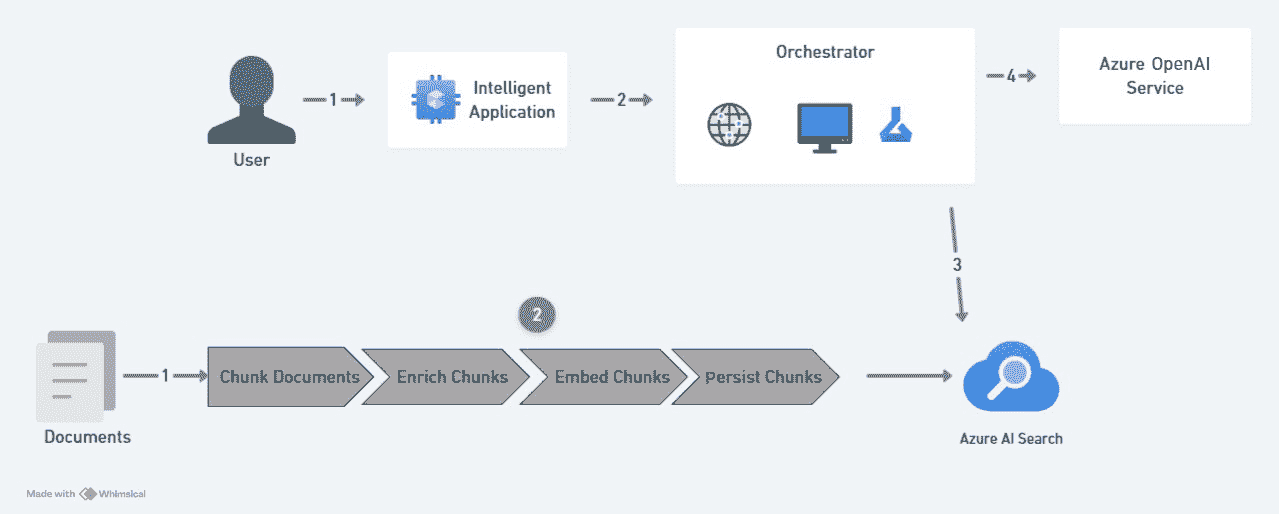 User
1
Intelligent
Application
2
Orchestrator
4
Azure OpenAI
Service
3
2
Documents
1
Chunk Documents
Enrich Chunks
Embed Chunks
Persist Chunks
Azure AI Search
Made with Whimsical